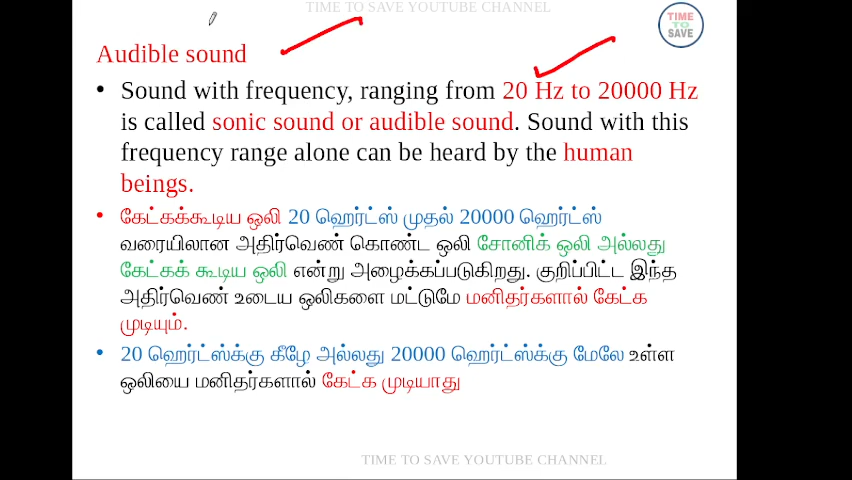 TIME TO SAVE YOUTUBE CHANNEL
TIME
TO
SAVE
Audible sound
• Sound with frequency, ranging from 20 Hz to 20000 Hz
is called sonic sound or audible sound. Sound with this
frequency range alone can be heard by the human
beings.
• கேட்கக்கூடிய ஒலி 20 ஹெர்ட்ஸ் முதல் 20000 ஹெர்ட்ஸ்
வரையிலான அதிர்வெண் கொண்ட ஒலி சோனிக் ஒலி அல்லது
கேட்கக் கூடிய ஒலி என்று அழைக்கப்படுகிறது. குறிப்பிட்ட இந்த
அதிர்வெண் உடைய ஒலிகளை மட்டுமே மனிதர்களால் கேட்க
முடியும்.
• 20 ஹெர்ட்ஸ்க்கு கீழே அல்லது 20000 ஹெர்ட்ஸ்க்கு மேலே உள்ள
ஒலியை மனிதர்களால் கேட்க முடியாது
TIME TO SAVE YOUTUBE CHANNEL